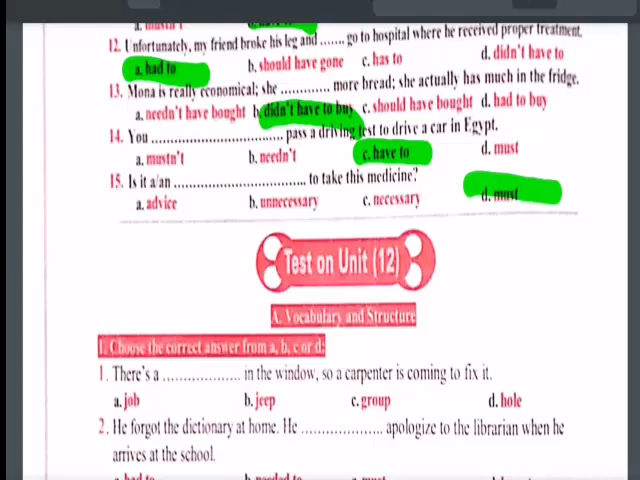 12. Unfortunately, my friend broke his leg and ....... go to hospital where he received proper treatment.
a. had to b. should have gone c. has to d. didn't have to
13. Mona is really economical; she ............. more bread; she actually has much in the fridge.
a. needn't have bought b. didn't have to buy c. should have bought d. had to buy
14. You .............................. pass a driving test to drive a car in Egypt.
a. mustn't b. needn't c. have to d. must
15. Is it a/an .............................. to take this medicine?
a. advice b. unnecessary c. necessary d. must
Test on Unit (12)
A. Vocabulary and Structure
1. Choose the correct answer from a, b, c or d:
1. There's a .................. in the window, so a carpenter is coming to fix it.
a. job b. jeep c. group d. hole
2. He forgot the dictionary at home. He .................. apologize to the librarian when he
arrives at the school.
a. had to b. needed to c. must